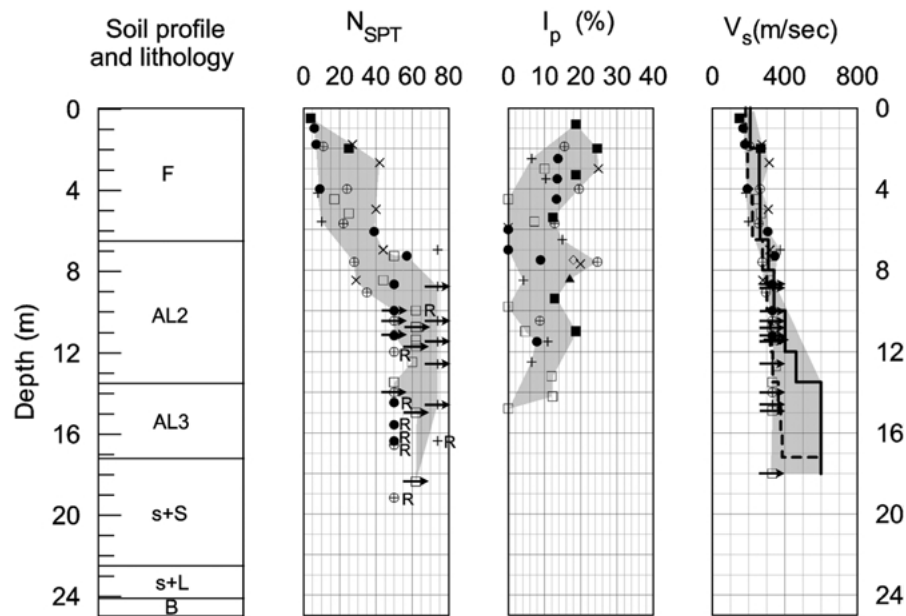 Soil profile
and lithology
N_SPT
0 20 40 60 80
I_p (%)
0 10 20 30 40
V_s(m/sec)
0 400 800
Depth (m)
0
4
8
12
16
20
24
F
AL2
AL3
s+S
s+L
B
R
R
R
R
R
R
R
R
R
0
4
8
12
16
20
24